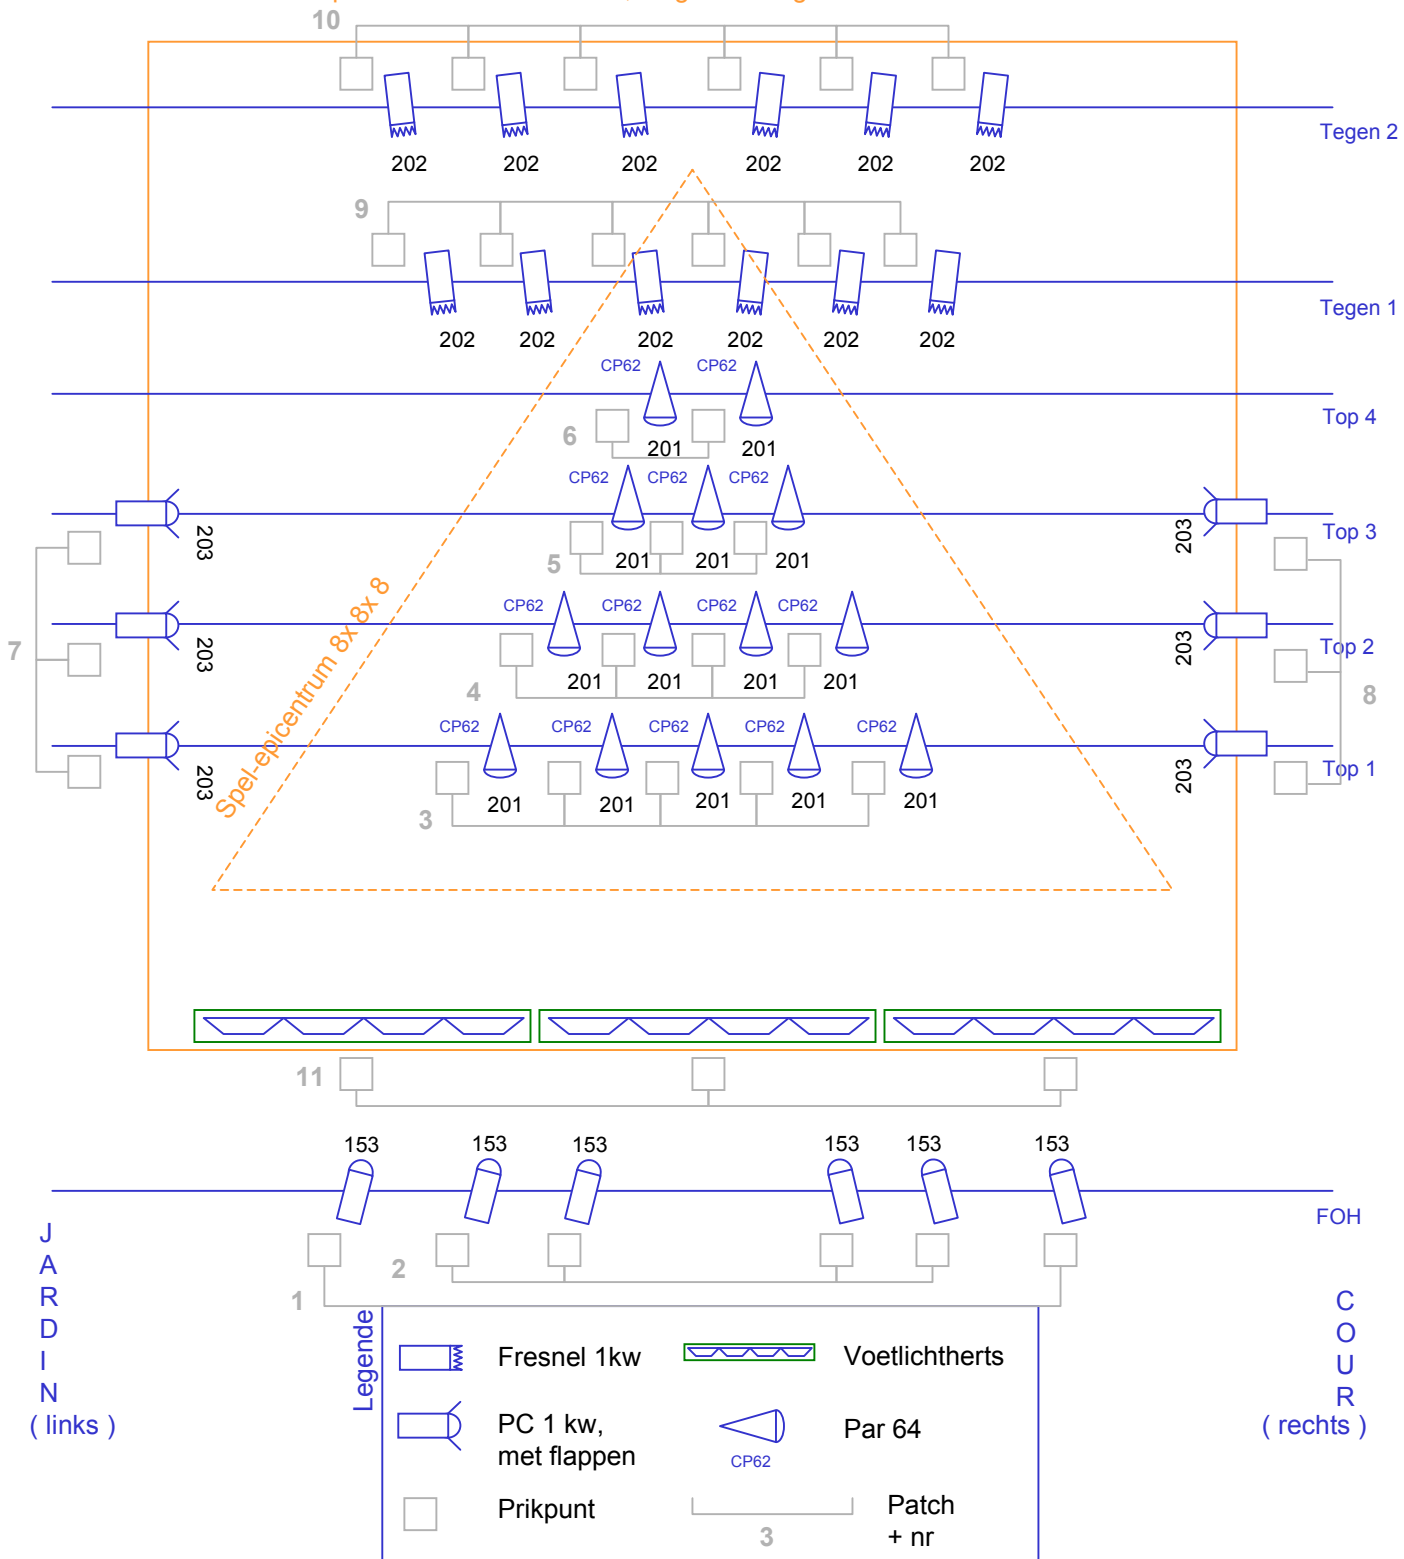 10
Tegen 2
202 202 202 202 202 202
9
Tegen 1
202 202 202 202 202 202
CP62 CP62
Top 4
6
201 201
CP62 CP62 CP62
203 203 Top 3
5
201 201 201
Spel-epicentrum 8x 8x 8
CP62 CP62 CP62 CP62
7
203 203 Top 2
4
201 201 201 201
8
CP62 CP62 CP62 CP62 CP62
203 203 Top 1
3
201 201 201 201 201
11
153 153 153 153 153 153
FOH
2
1
JARDIN
( links )
COUR
( rechts )
Legende
Fresnel 1kw
Voetlichtherts
PC 1 kw,
met flappen
Par 64
CP62
Prikpunt
Patch
+ nr
3